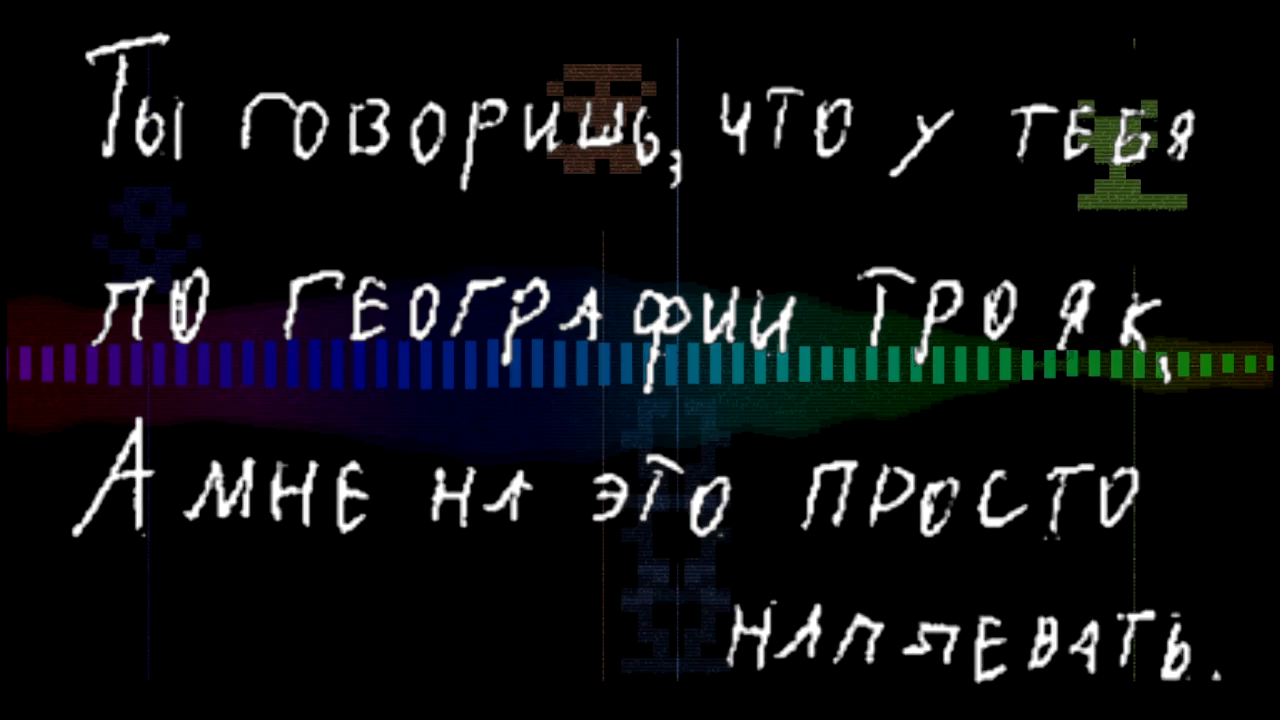 Ты говоришь, что у тебя
по географии трояк,
А мне на это просто
наплевать.